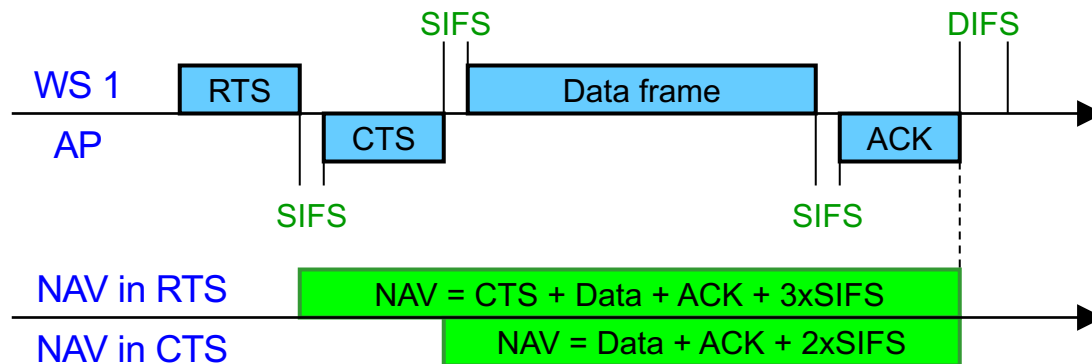 SIFS DIFS
WS 1 RTS Data frame
AP CTS ACK
SIFS SIFS
NAV in RTS NAV = CTS + Data + ACK + 3xSIFS
NAV in CTS NAV = Data + ACK + 2xSIFS